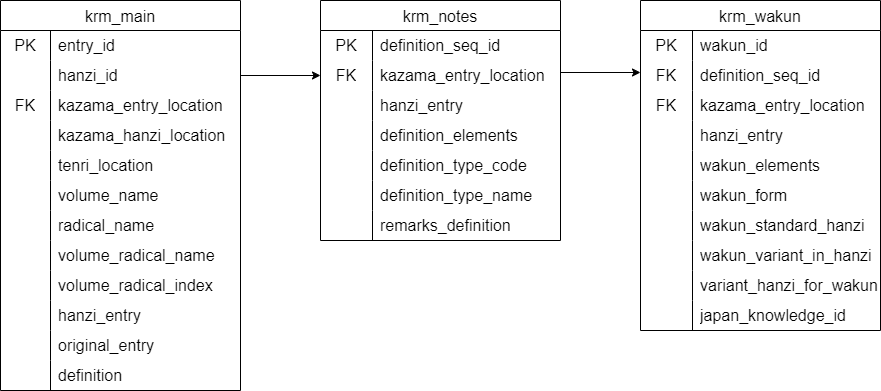 krm_main
PK entry_id
hanzi_id
FK kazama_entry_location
kazama_hanzi_location
tenri_location
volume_name
radical_name
volume_radical_name
volume_radical_index
hanzi_entry
original_entry
definition
krm_notes
PK definition_seq_id
FK kazama_entry_location
hanzi_entry
definition_elements
definition_type_code
definition_type_name
remarks_definition
krm_wakun
PK wakun_id
FK definition_seq_id
FK kazama_entry_location
hanzi_entry
wakun_elements
wakun_form
wakun_standard_hanzi
wakun_variant_in_hanzi
variant_hanzi_for_wakun
japan_knowledge_id